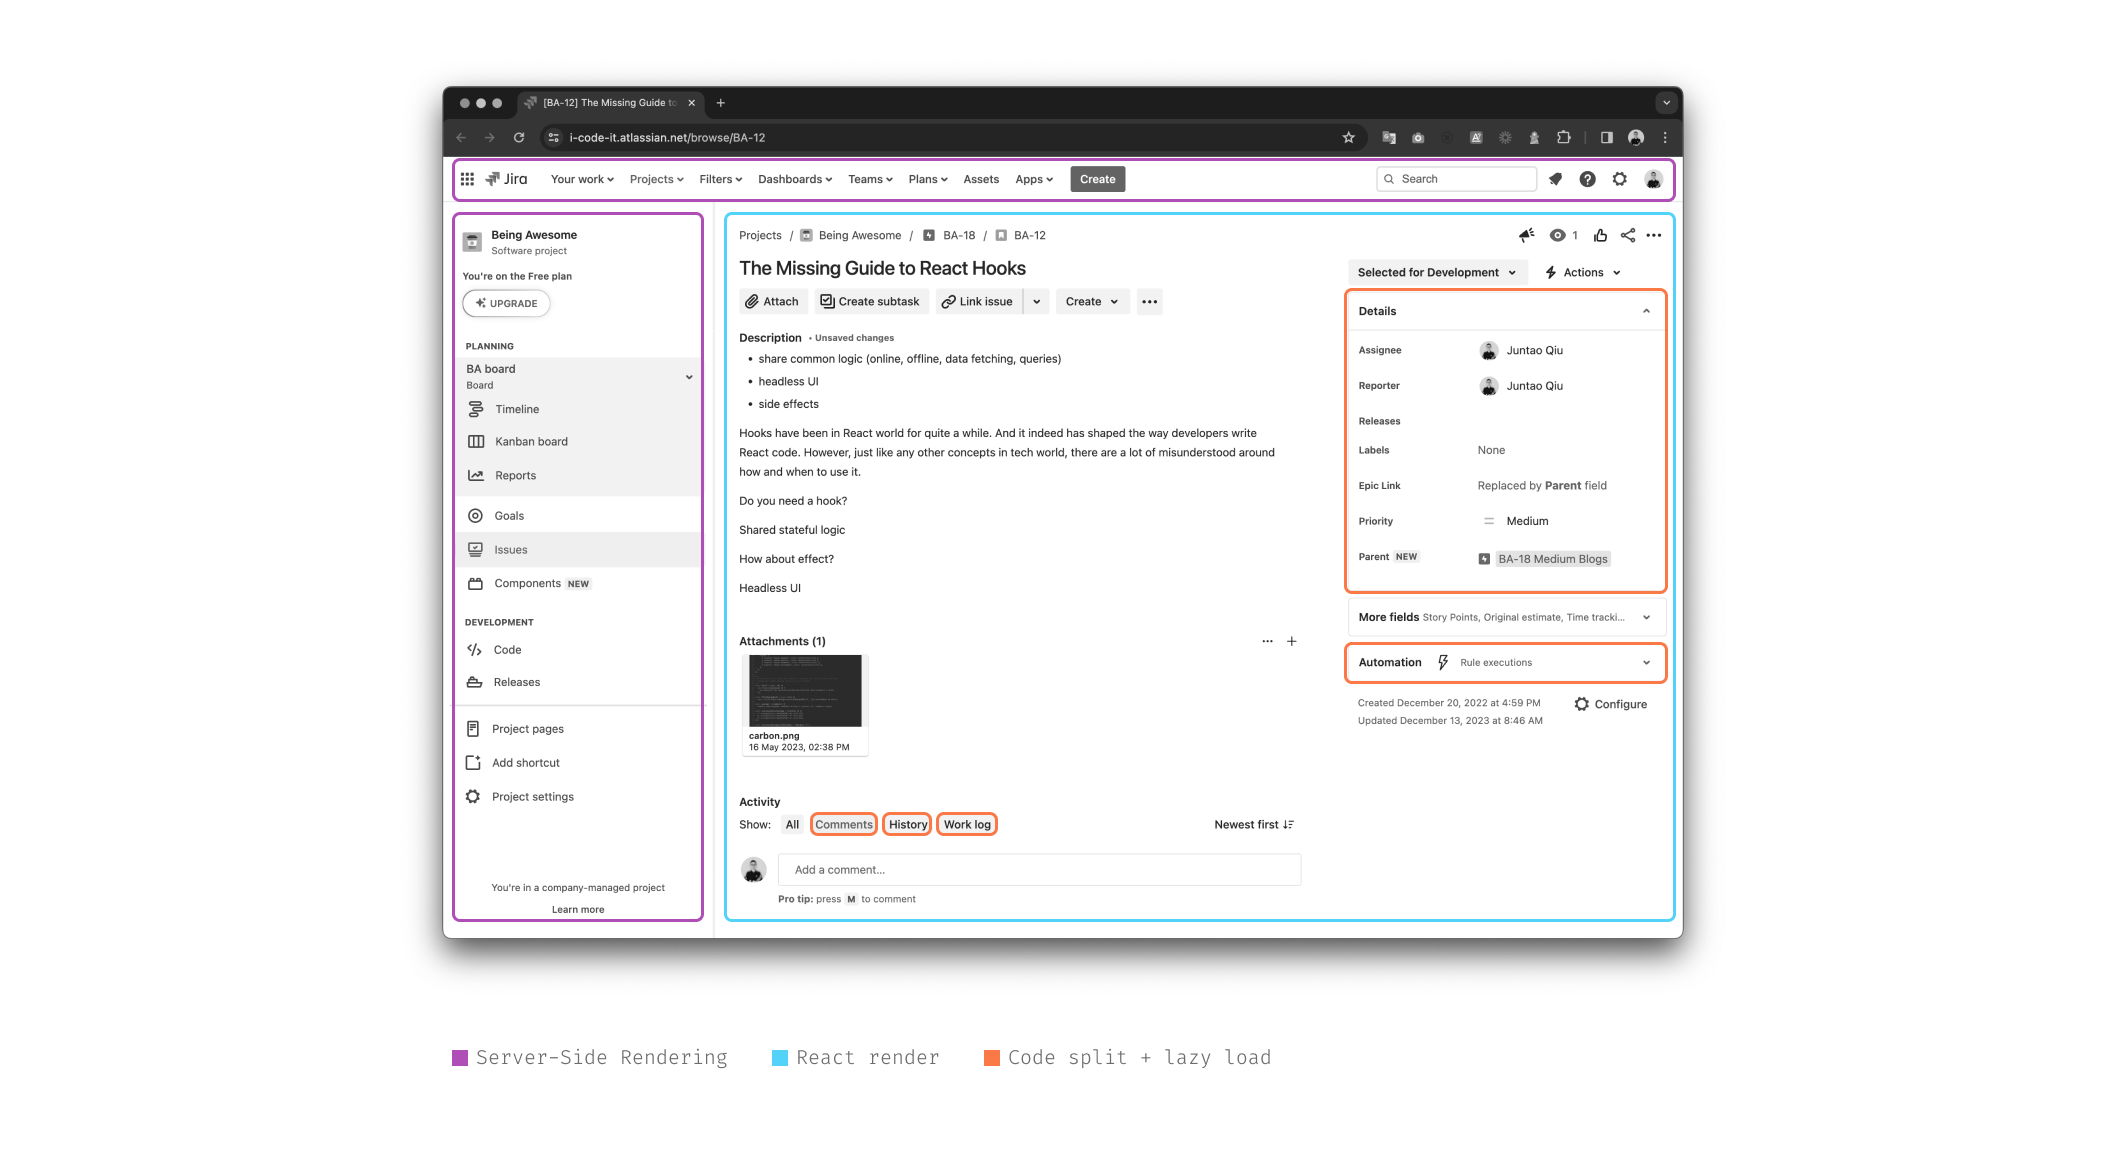 [BA-12] The Missing Guide to
i-code-it.atlassian.net/browse/BA-12
Jira Your work Projects Filters Dashboards Teams Plans Assets Apps Create Search
Being Awesome
Software project
You're on the Free plan
UPGRADE
PLANNING
BA board
Board
Timeline
Kanban board
Reports
Goals
Issues
Components NEW
DEVELOPMENT
Code
Releases
Project pages
Add shortcut
Project settings
You're in a company-managed project
Learn more
Projects / Being Awesome / BA-18 / BA-12
1
The Missing Guide to React Hooks
Attach Create subtask Link issue Create
Description • Unsaved changes
• share common logic (online, offline, data fetching, queries)
• headless UI
• side effects
Hooks have been in React world for quite a while. And it indeed has shaped the way developers write
React code. However, just like any other concepts in tech world, there are a lot of misunderstood around
how and when to use it.
Do you need a hook?
Shared stateful logic
How about effect?
Headless UI
Attachments (1)
carbon.png
16 May 2023, 02:38 PM
Activity
Show: All Comments History Work log Newest first
Add a comment...
Pro tip: press M to comment
Selected for Development Actions
Details
Assignee Juntao Qiu
Reporter Juntao Qiu
Releases
Labels None
Epic Link Replaced by Parent field
Priority Medium
Parent NEW BA-18 Medium Blogs
More fields Story Points, Original estimate, Time tracki...
Automation Rule executions
Created December 20, 2022 at 4:59 PM
Updated December 13, 2023 at 8:46 AM
Configure
Server-Side Rendering React render Code split + lazy load